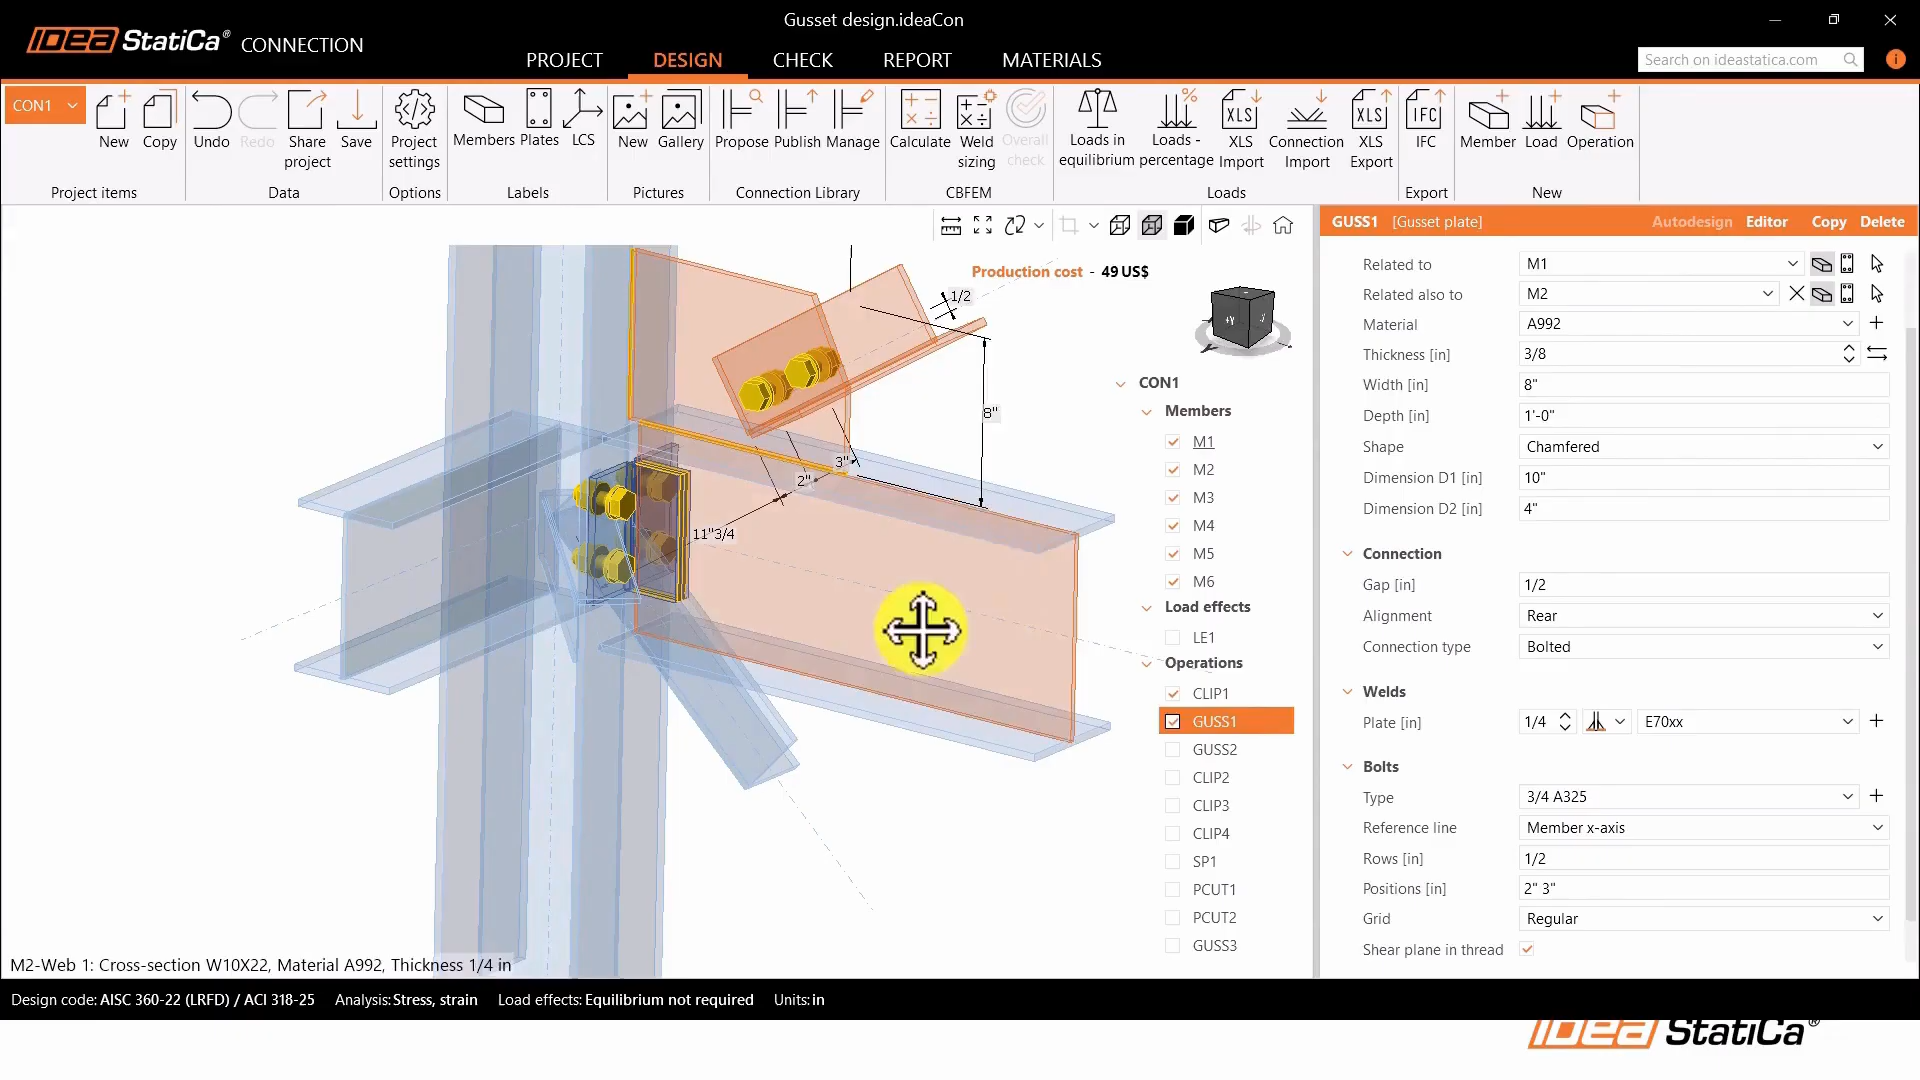 Gusset design.ideaCon
IDEA StatiCa® CONNECTION
PROJECT DESIGN CHECK REPORT MATERIALS
Search on ideastatica.com
CON1
New Copy
Undo Redo Share project Save
Project settings
Members Plates LCS
New Gallery
Propose Publish Manage
Calculate Weld sizing Overall check
Loads in equilibrium Loads - percentage XLS Import Connection Import XLS Export
IFC
Member Load Operation
Project items Data Options Labels Pictures Connection Library CBFEM Loads Export New
Production cost - 49 US$
1/2
8"
3"
2"
11"3/4
+Y -Y
CON1
Members
M1
M2
M3
M4
M5
M6
Load effects
LE1
Operations
CLIP1
GUSS1
GUSS2
CLIP2
CLIP3
CLIP4
SP1
PCUT1
PCUT2
GUSS3
GUSS1 [Gusset plate] Autodesign Editor Copy Delete
Related to M1
Related also to M2
Material A992
Thickness [in] 3/8
Width [in] 8"
Depth [in] 1'-0"
Shape Chamfered
Dimension D1 [in] 10"
Dimension D2 [in] 4"
Connection
Gap [in] 1/2
Alignment Rear
Connection type Bolted
Welds
Plate [in] 1/4 E70xx
Bolts
Type 3/4 A325
Reference line Member x-axis
Rows [in] 1/2
Positions [in] 2" 3"
Grid Regular
Shear plane in thread
M2-Web 1: Cross-section W10X22, Material A992, Thickness 1/4 in
Design code: AISC 360-22 (LRFD) / ACI 318-25 Analysis: Stress, strain Load effects: Equilibrium not required Units: in
IDEA StatiCa®